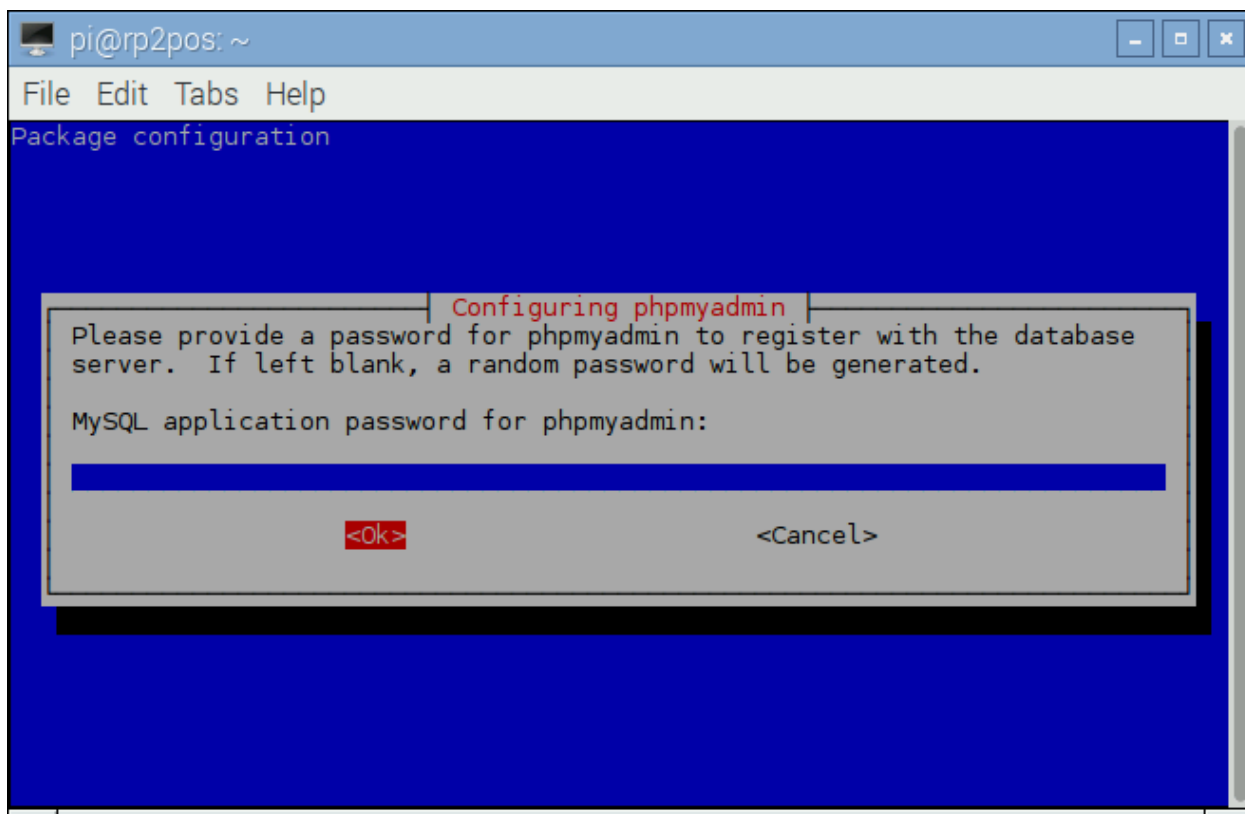 pi@rp2pos: ~
File Edit Tabs Help
Package configuration
Configuring phpmyadmin
Please provide a password for phpmyadmin to register with the database
server.  If left blank, a random password will be generated.
MySQL application password for phpmyadmin:
<Ok> <Cancel>